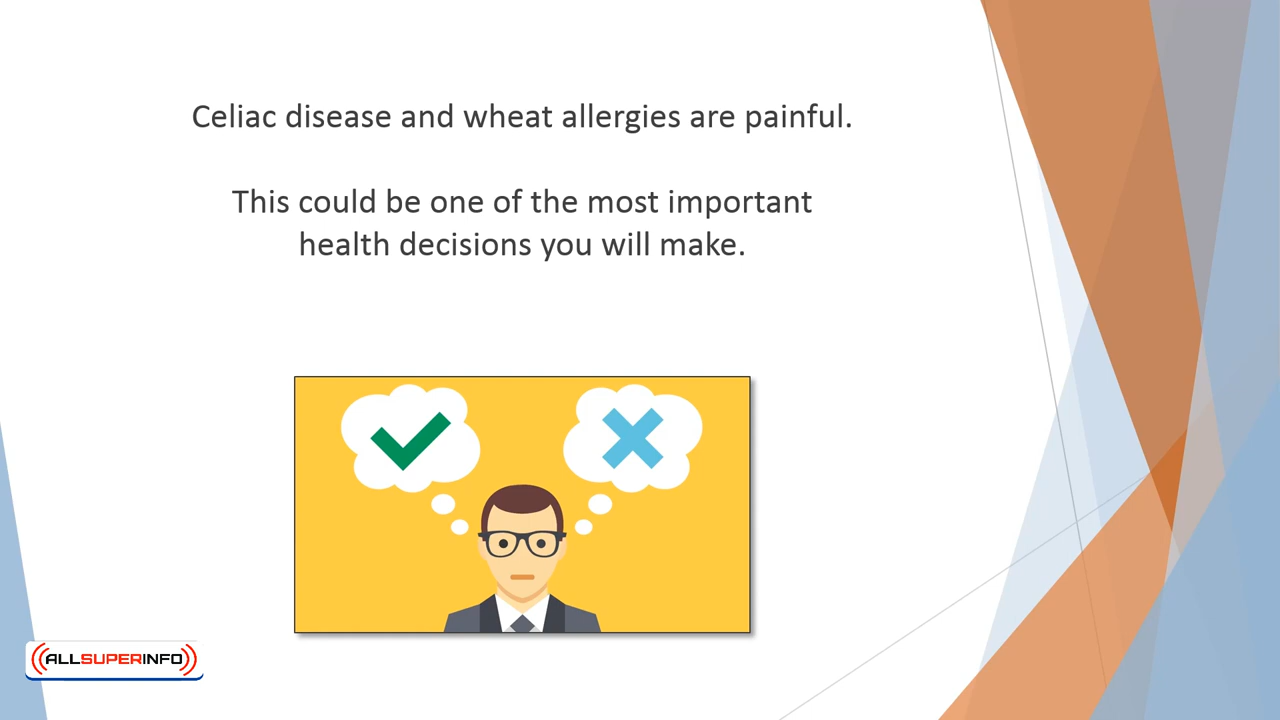 Celiac disease and wheat allergies are painful.
This could be one of the most important
health decisions you will make.
ALLSUPERINFO